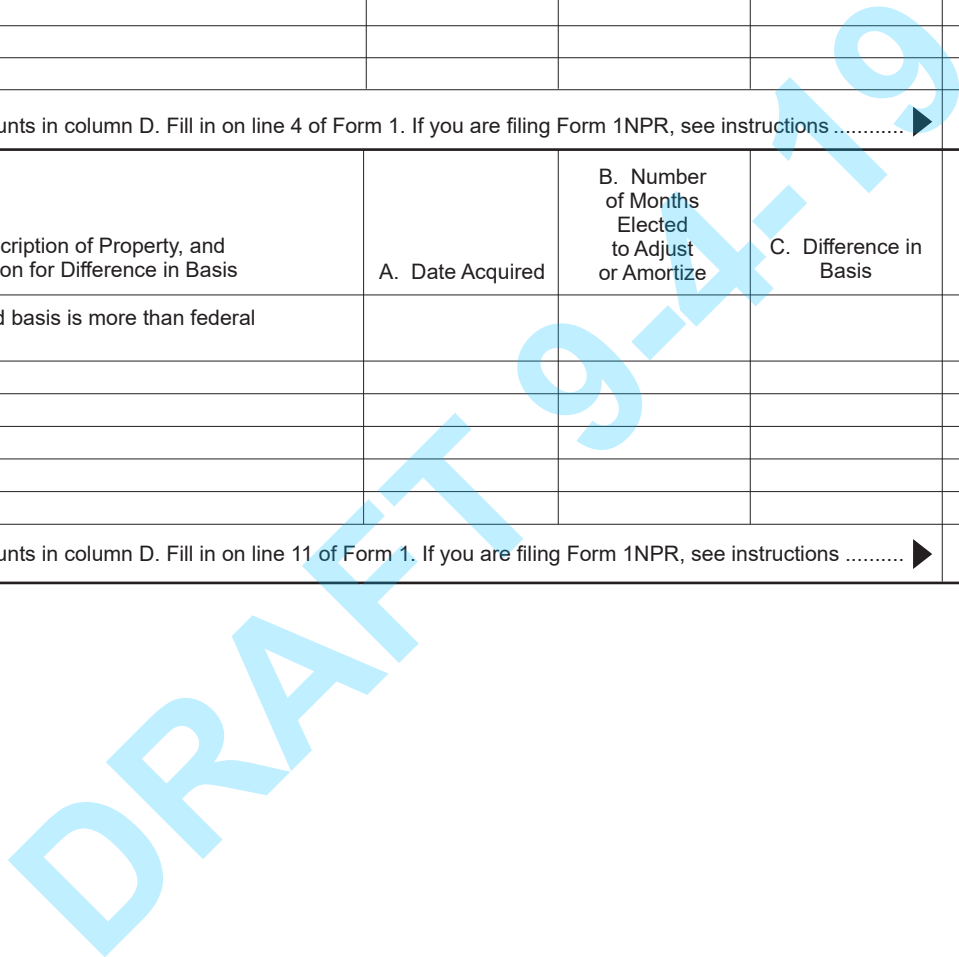 unts in column D. Fill in on line 4 of Form 1. If you are filing Form 1NPR, see instructions ............
cription of Property, and
on for Difference in Basis
A. Date Acquired
B. Number
of Months
Elected
to Adjust
or Amortize
C. Difference in
Basis
d basis is more than federal
unts in column D. Fill in on line 11 of Form 1. If you are filing Form 1NPR, see instructions ..........
DRAFT 9-4-19